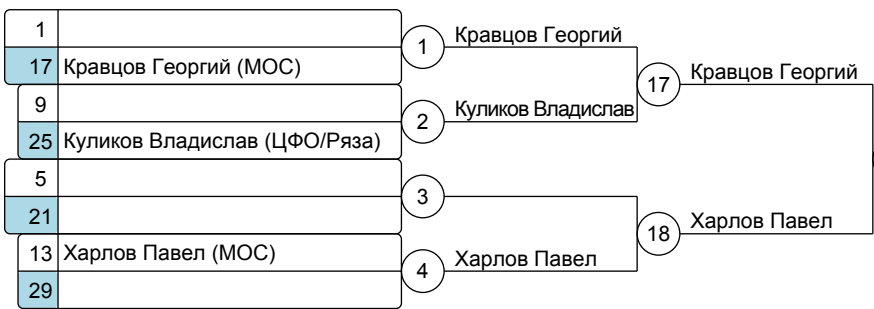 1
17 Кравцов Георгий (МОС)
9
25 Куликов Владислав (ЦФО/Ряза)
5
21
13 Харлов Павел (МОС)
29
1 Кравцов Георгий
2 Куликов Владислав
3
4 Харлов Павел
17 Кравцов Георгий
18 Харлов Павел